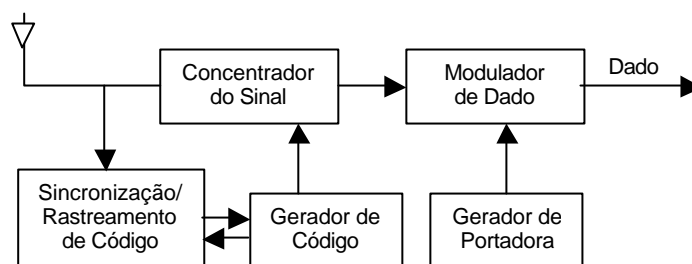 Concentrador
do Sinal
Modulador
de Dado
Dado
Sincronização/
Rastreamento
de Código
Gerador de
Código
Gerador de
Portadora